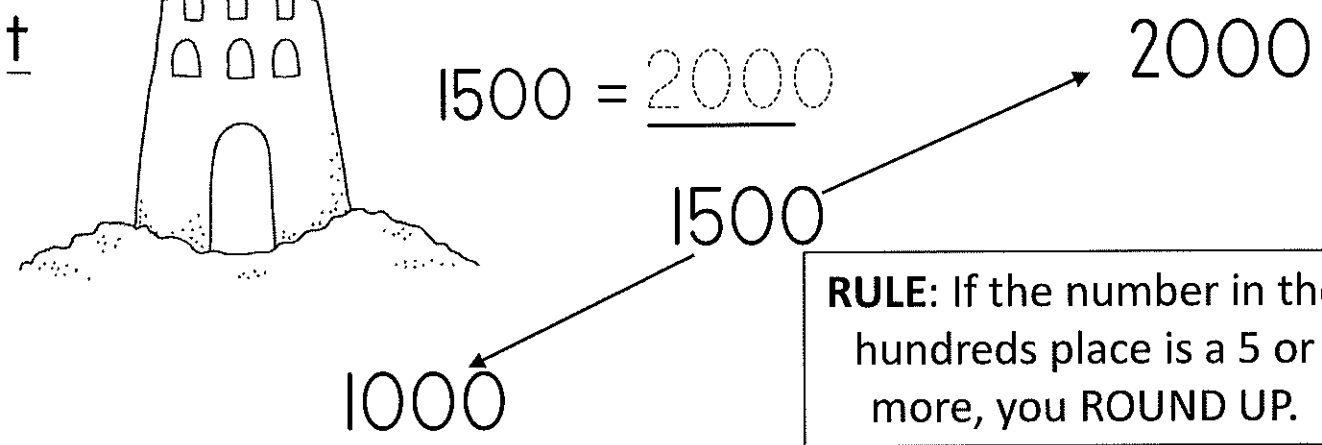 t
2000
1500 = 2000
1500
RULE: If the number in the
hundreds place is a 5 or
more, you ROUND UP.
1000